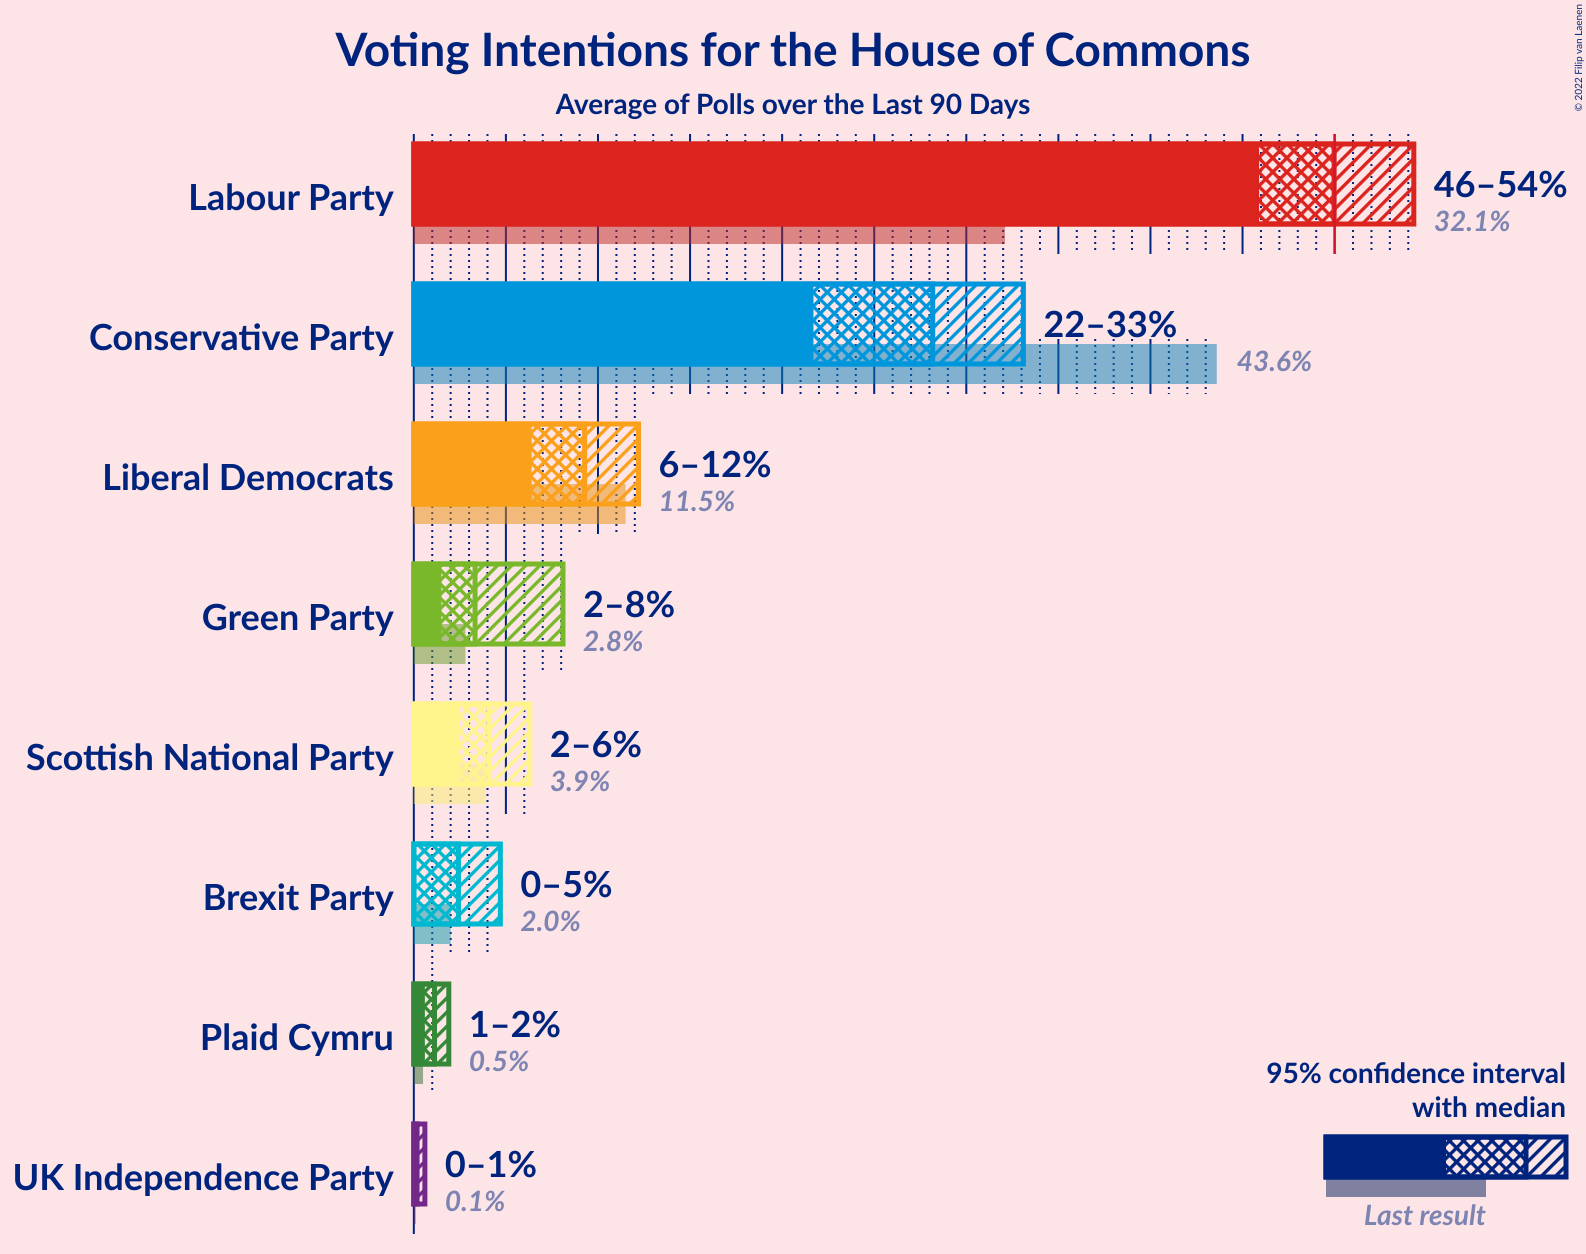 Voting Intentions for the House of Commons
Average of Polls over the Last 90 Days
© 2022 Filip van Laenen
Labour Party
46–54%
32.1%
Conservative Party
22–33%
43.6%
Liberal Democrats
6–12%
11.5%
Green Party
2–8%
2.8%
Scottish National Party
2–6%
3.9%
Brexit Party
0–5%
2.0%
Plaid Cymru
1–2%
0.5%
UK Independence Party
0–1%
0.1%
95% confidence interval
with median
Last result